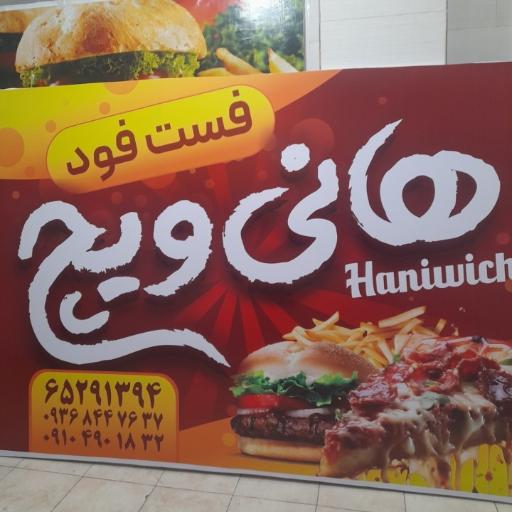 فست فود
هانی ویچ
Haniwich
۶۵۲۹۱۳۹۴
۰۹۳۶ ۸۴۴ ۷۶ ۳۷
۰۹۱۰ ۴۹۰ ۱۸ ۳۲